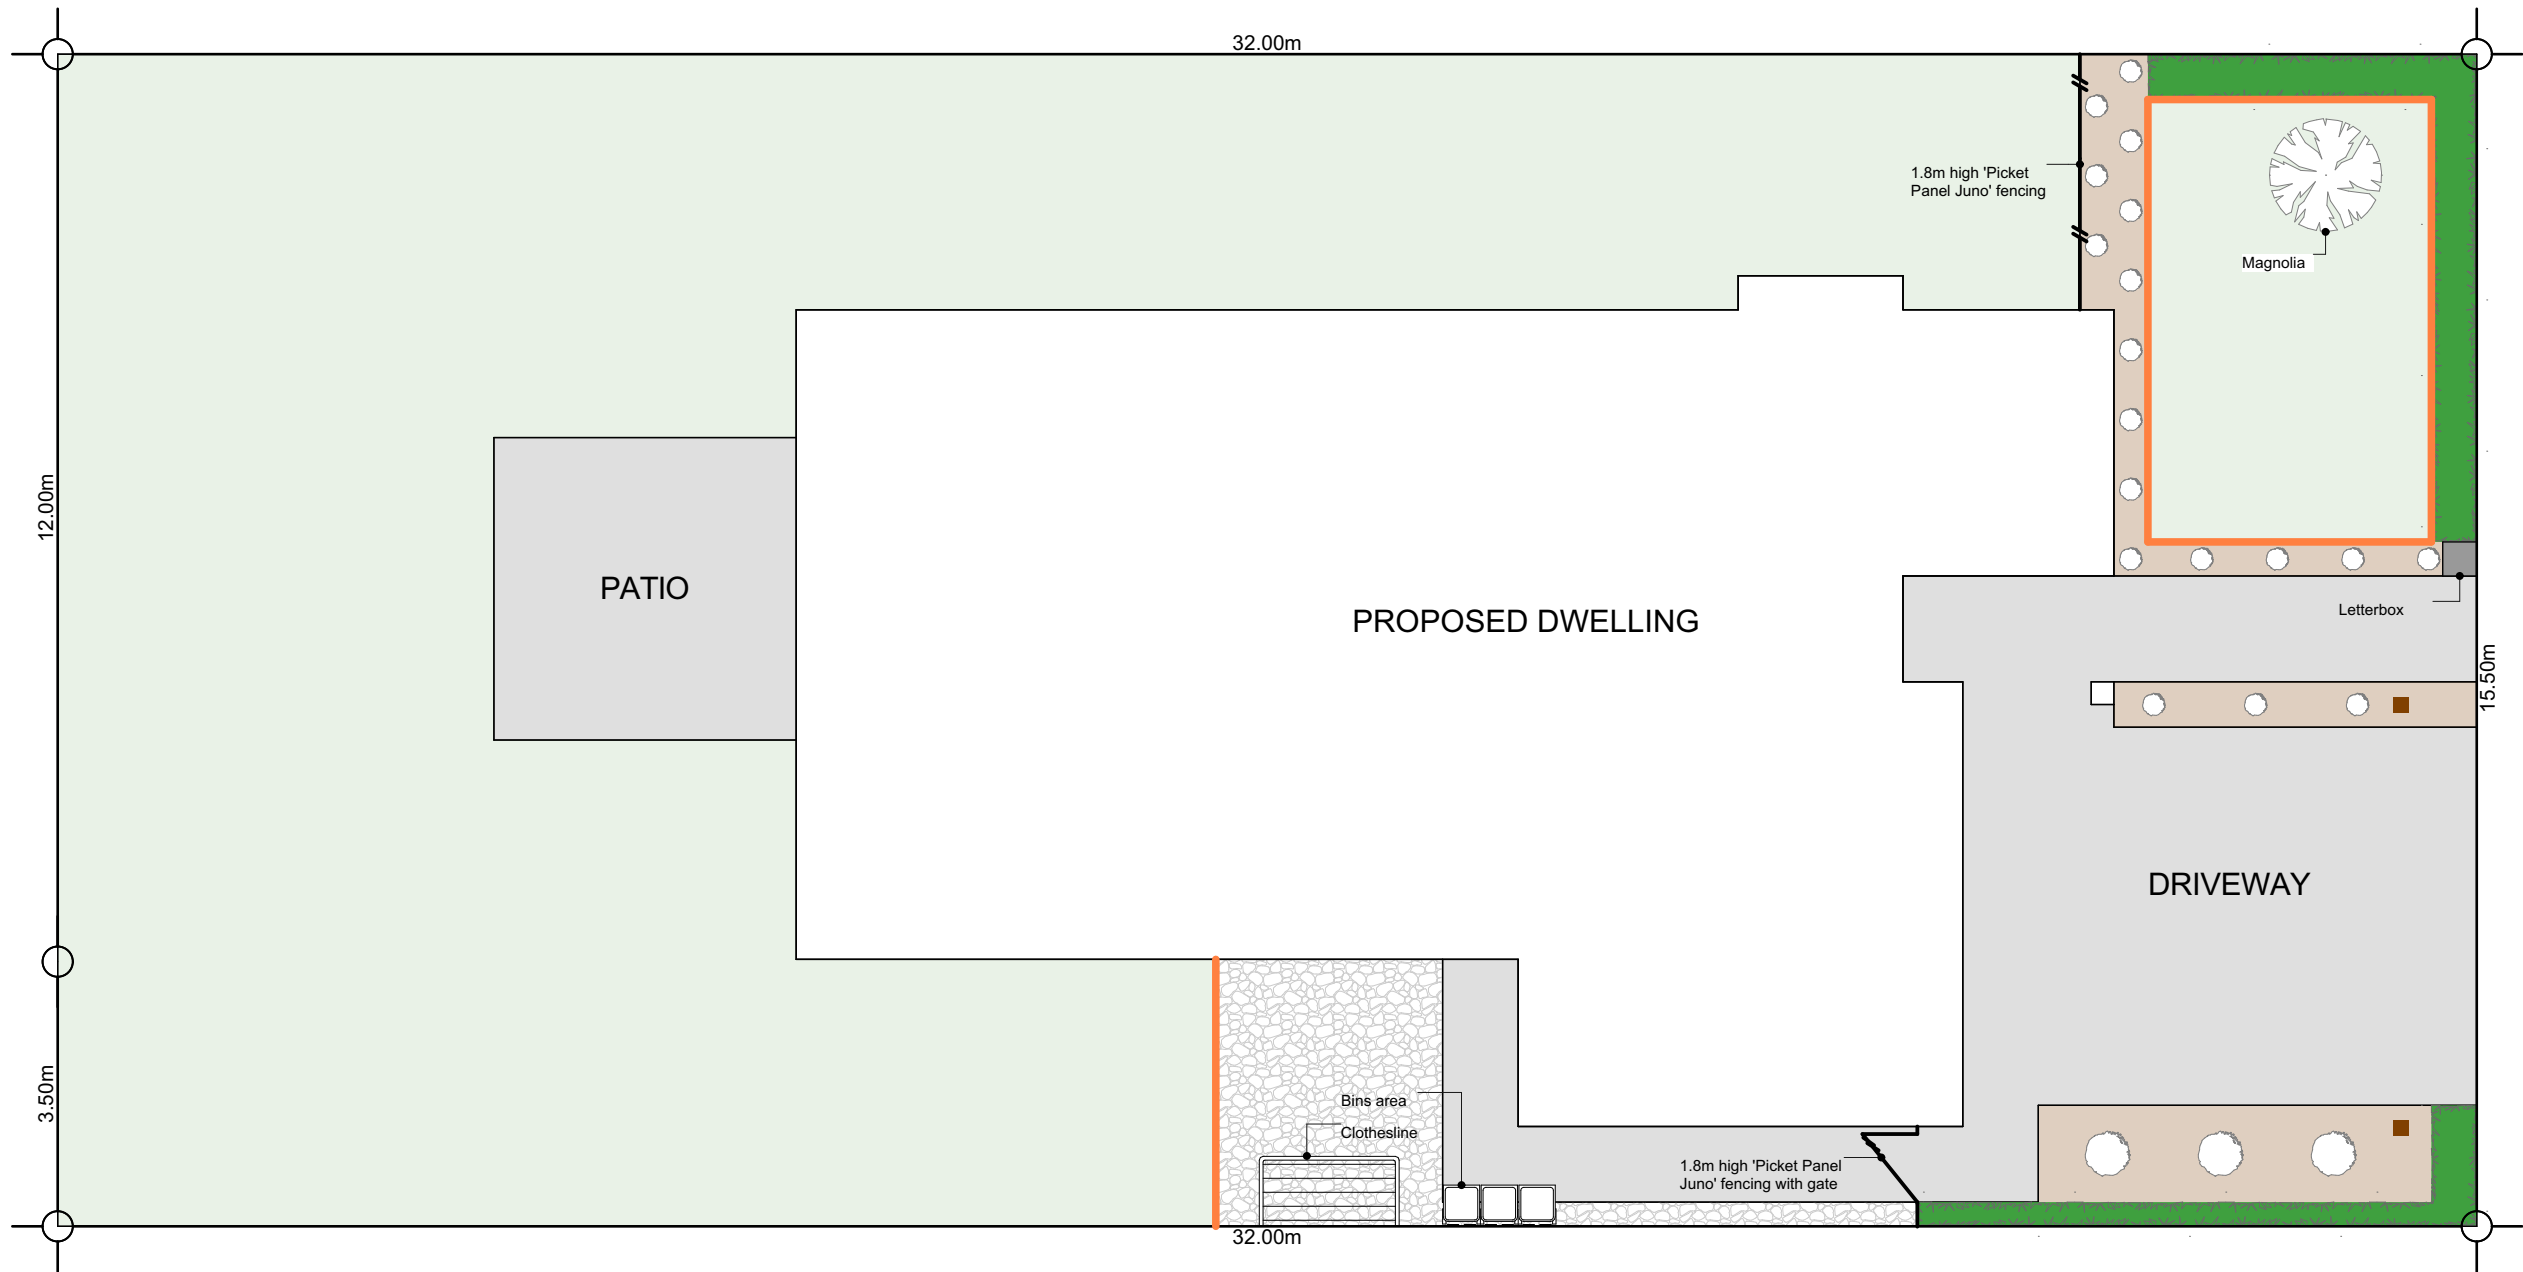 32.00m
1.8m high 'Picket
Panel Juno' fencing
Magnolia
12.00m
PATIO
PROPOSED DWELLING
Letterbox
15.50m
DRIVEWAY
3.50m
Bins area
Clothesline
1.8m high 'Picket Panel
Juno' fencing with gate
32.00m